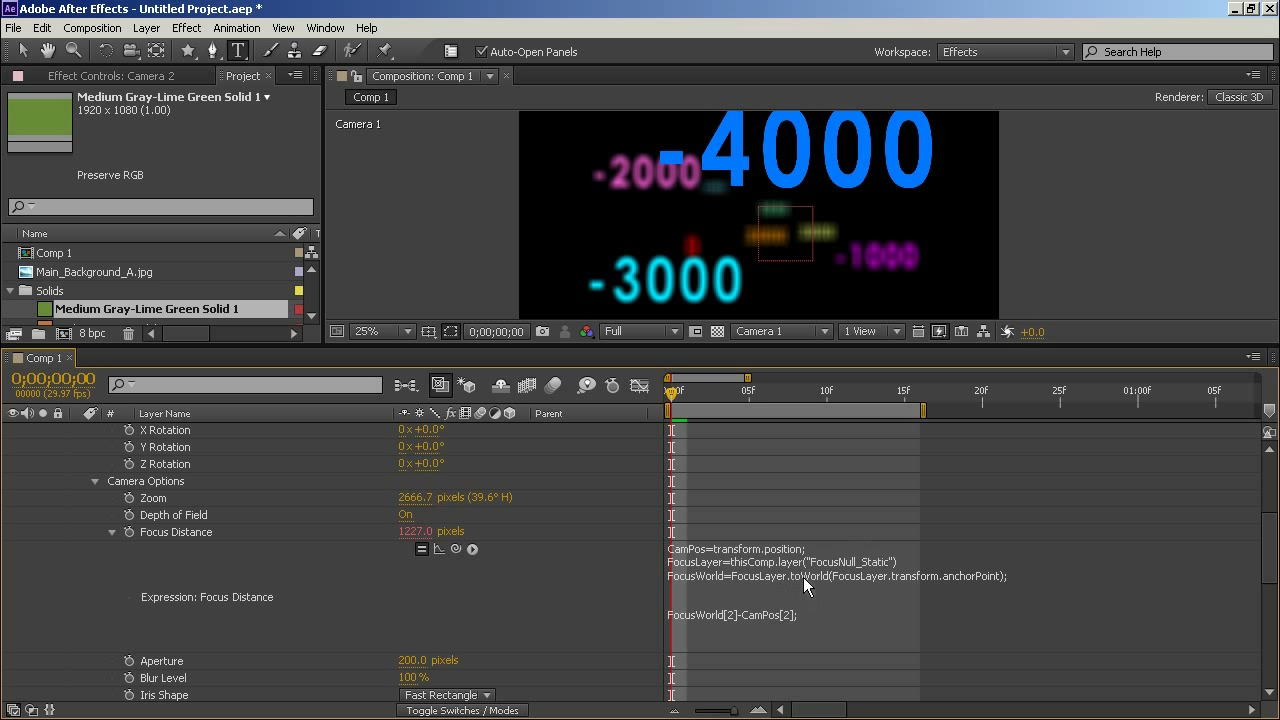 Adobe After Effects - Untitled Project.aep *
File Edit Composition Layer Effect Animation View Window Help
Auto-Open Panels
Workspace: Effects
Search Help
Effect Controls: Camera 2
Project
Composition: Comp 1
Medium Gray-Lime Green Solid 1
1920 x 1080 (1.00)
Preserve RGB
Comp 1
Renderer: Classic 3D
Camera 1
-4000
-2000
-1000
-3000
Name
T
Comp 1
Main_Background_A.jpg
Solids
Medium Gray-Lime Green Solid 1
8 bpc
25%
0;00;00;00
Full
Camera 1
1 View
+0.0
Comp 1
0;00;00;00
00000 (29.97 fps)
05f 10f 15f 20f 25f 01:00f 05f
# Layer Name
Parent
X Rotation 0 x +0.0°
Y Rotation 0 x +0.0°
Z Rotation 0 x +0.0°
Camera Options
Zoom 2666.7 pixels (39.6° H)
Depth of Field On
Focus Distance 1227.0 pixels
CamPos=transform.position;
FocusLayer=thisComp.layer("FocusNull_Static")
FocusWorld=FocusLayer.toWorld(FocusLayer.transform.anchorPoint);
Expression: Focus Distance
FocusWorld[2]-CamPos[2];
Aperture 200.0 pixels
Blur Level 100 %
Iris Shape Fast Rectangle
Toggle Switches / Modes